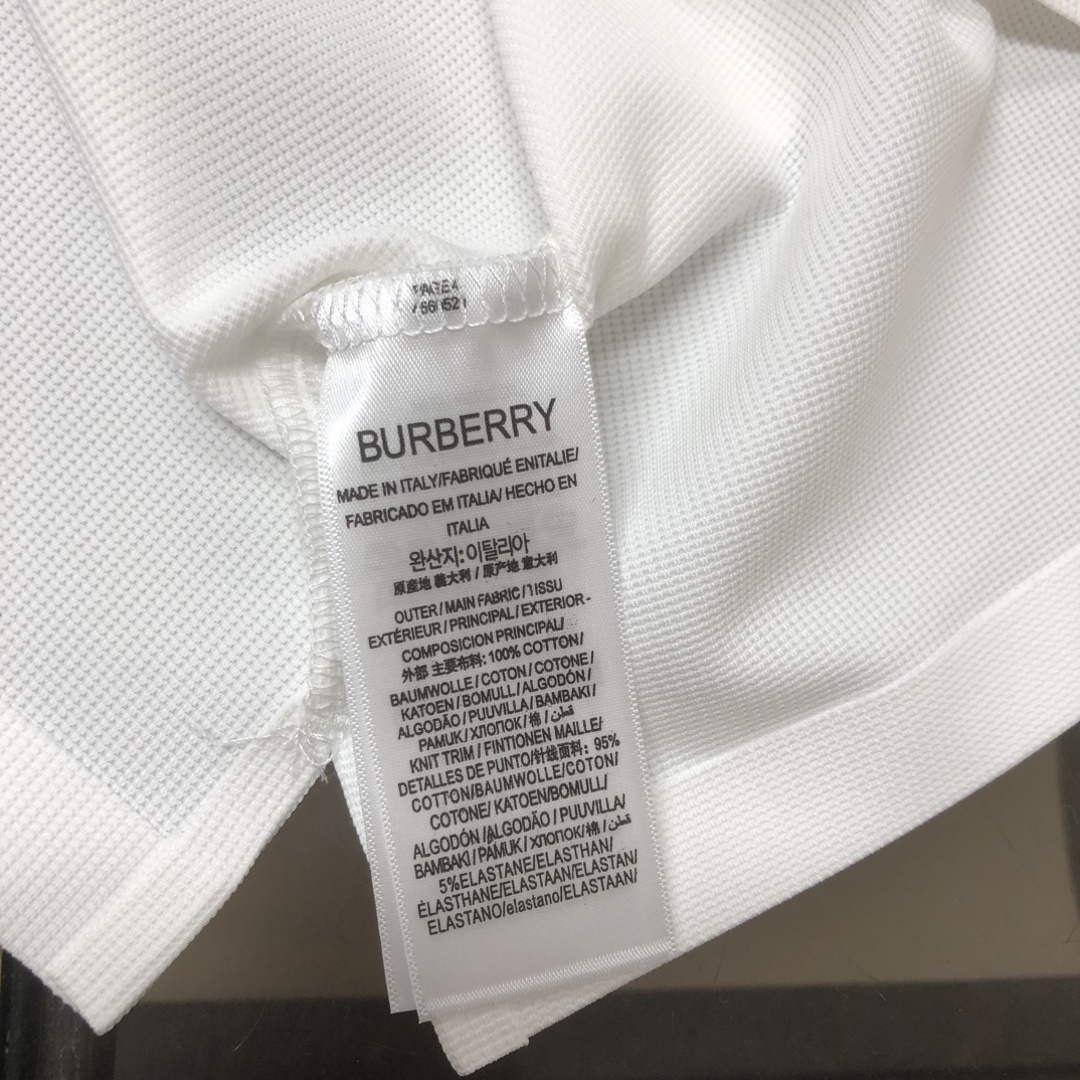 PAGE4
BURBERRY
MADE IN ITALY/FABRIQUÉ ENITALIE/
FABRICADO EM ITALIA/ HECHO EN
ITALIA
완산지: 이탈리아
原産地 義大利 / 原产地 意大利
OUTER / MAIN FABRIC / TISSU
EXTÉRIEUR / PRINCIPAL / EXTERIOR -
COMPOSICION PRINCIPAL/
外部 主要布料: 100% COTTON/
BAUMWOLLE / COTON / COTONE /
KATOEN / BOMULL / ALGODÓN /
ALGODÃO / PUUVILLA / BAMBAKI /
PAMUK / ХЛОПОК / 棉 / قطن
KNIT TRIM / FINTIONEN MAILLE/
DETALLES DE PUNTO/针线面料: 95%
COTTON/BAUMWOLLE/COTON/
COTONE/ KATOEN/BOMULL/
ALGODÓN /ALGODÃO / PUUVILLA/
BAMBAKI / PAMUK / ХЛОПОК/ 棉 / قطن
5%ELASTANE/ELASTHAN/
ÉLASTHANE/ELASTAAN/ELASTAN/
ELASTANO/elastano/ELASTAAN/